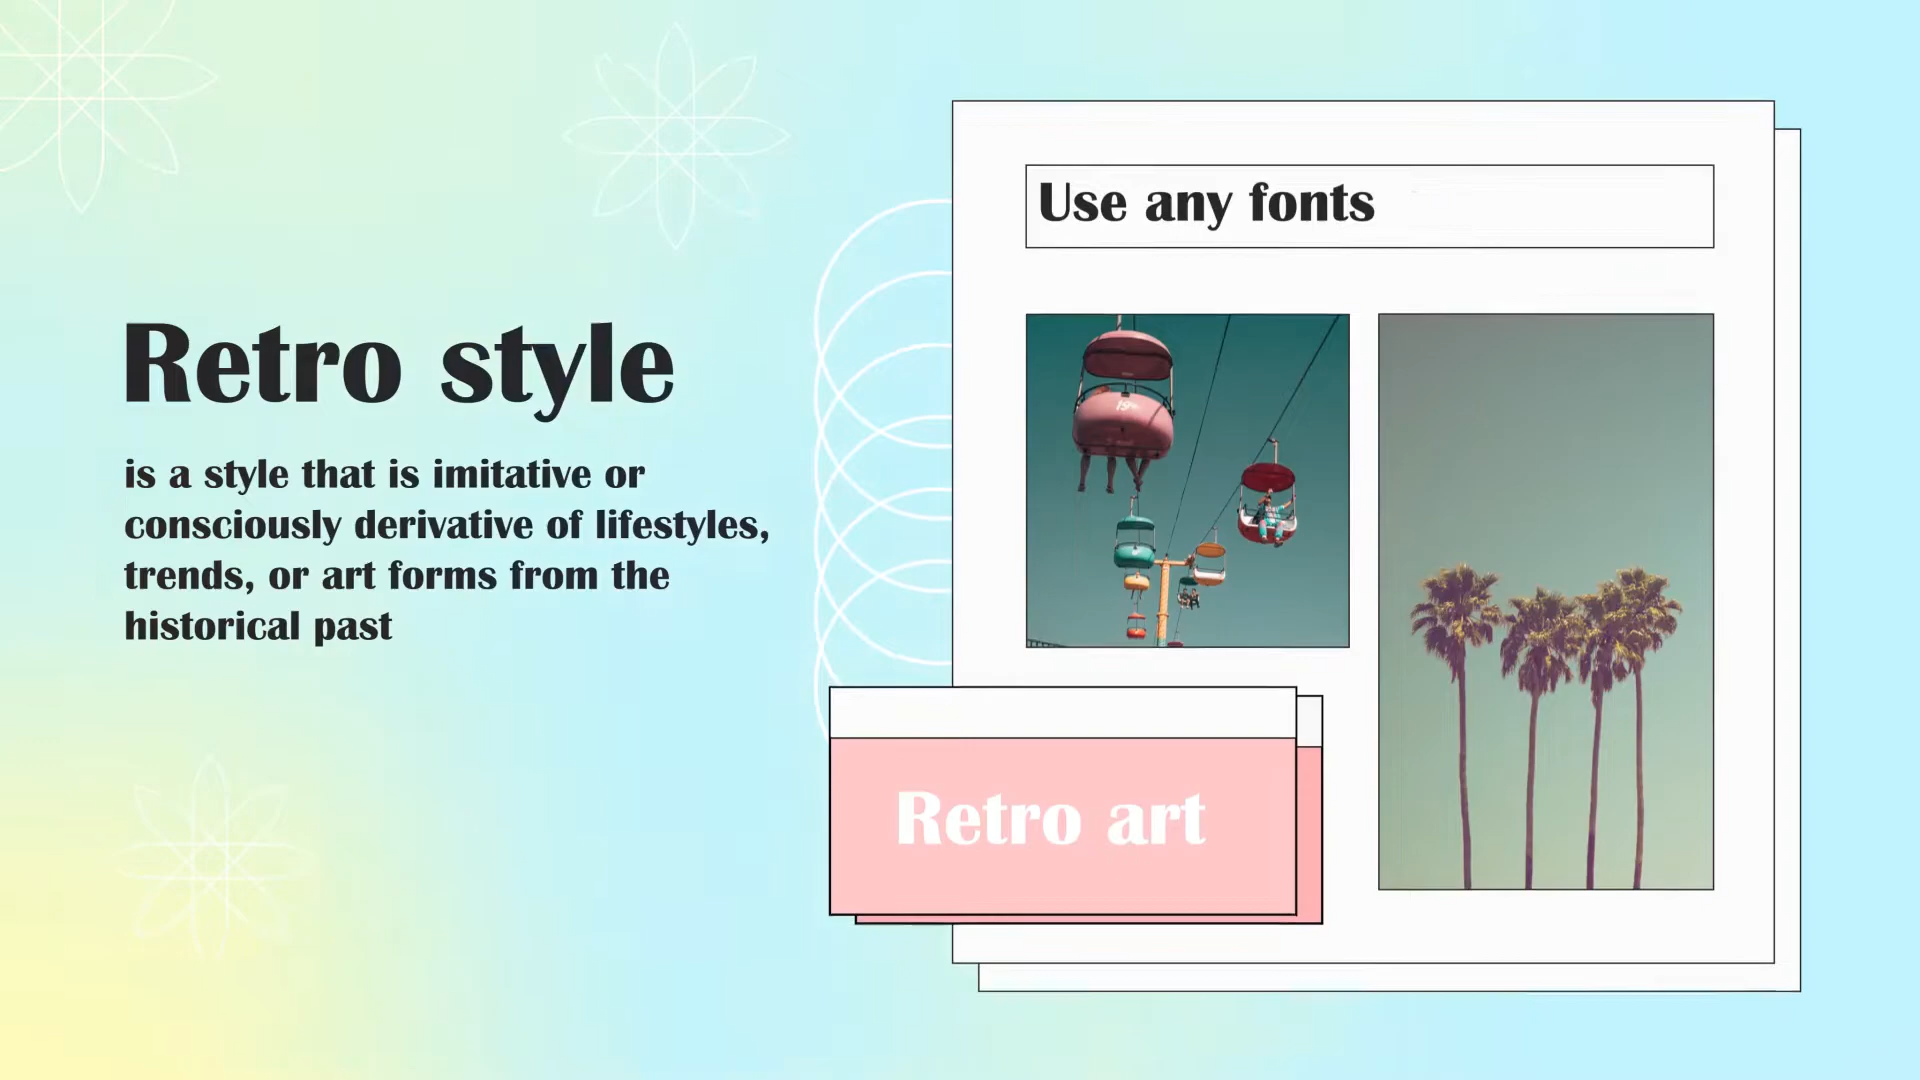 Retro style
is a style that is imitative or
consciously derivative of lifestyles,
trends, or art forms from the
historical past
Use any fonts
Retro art